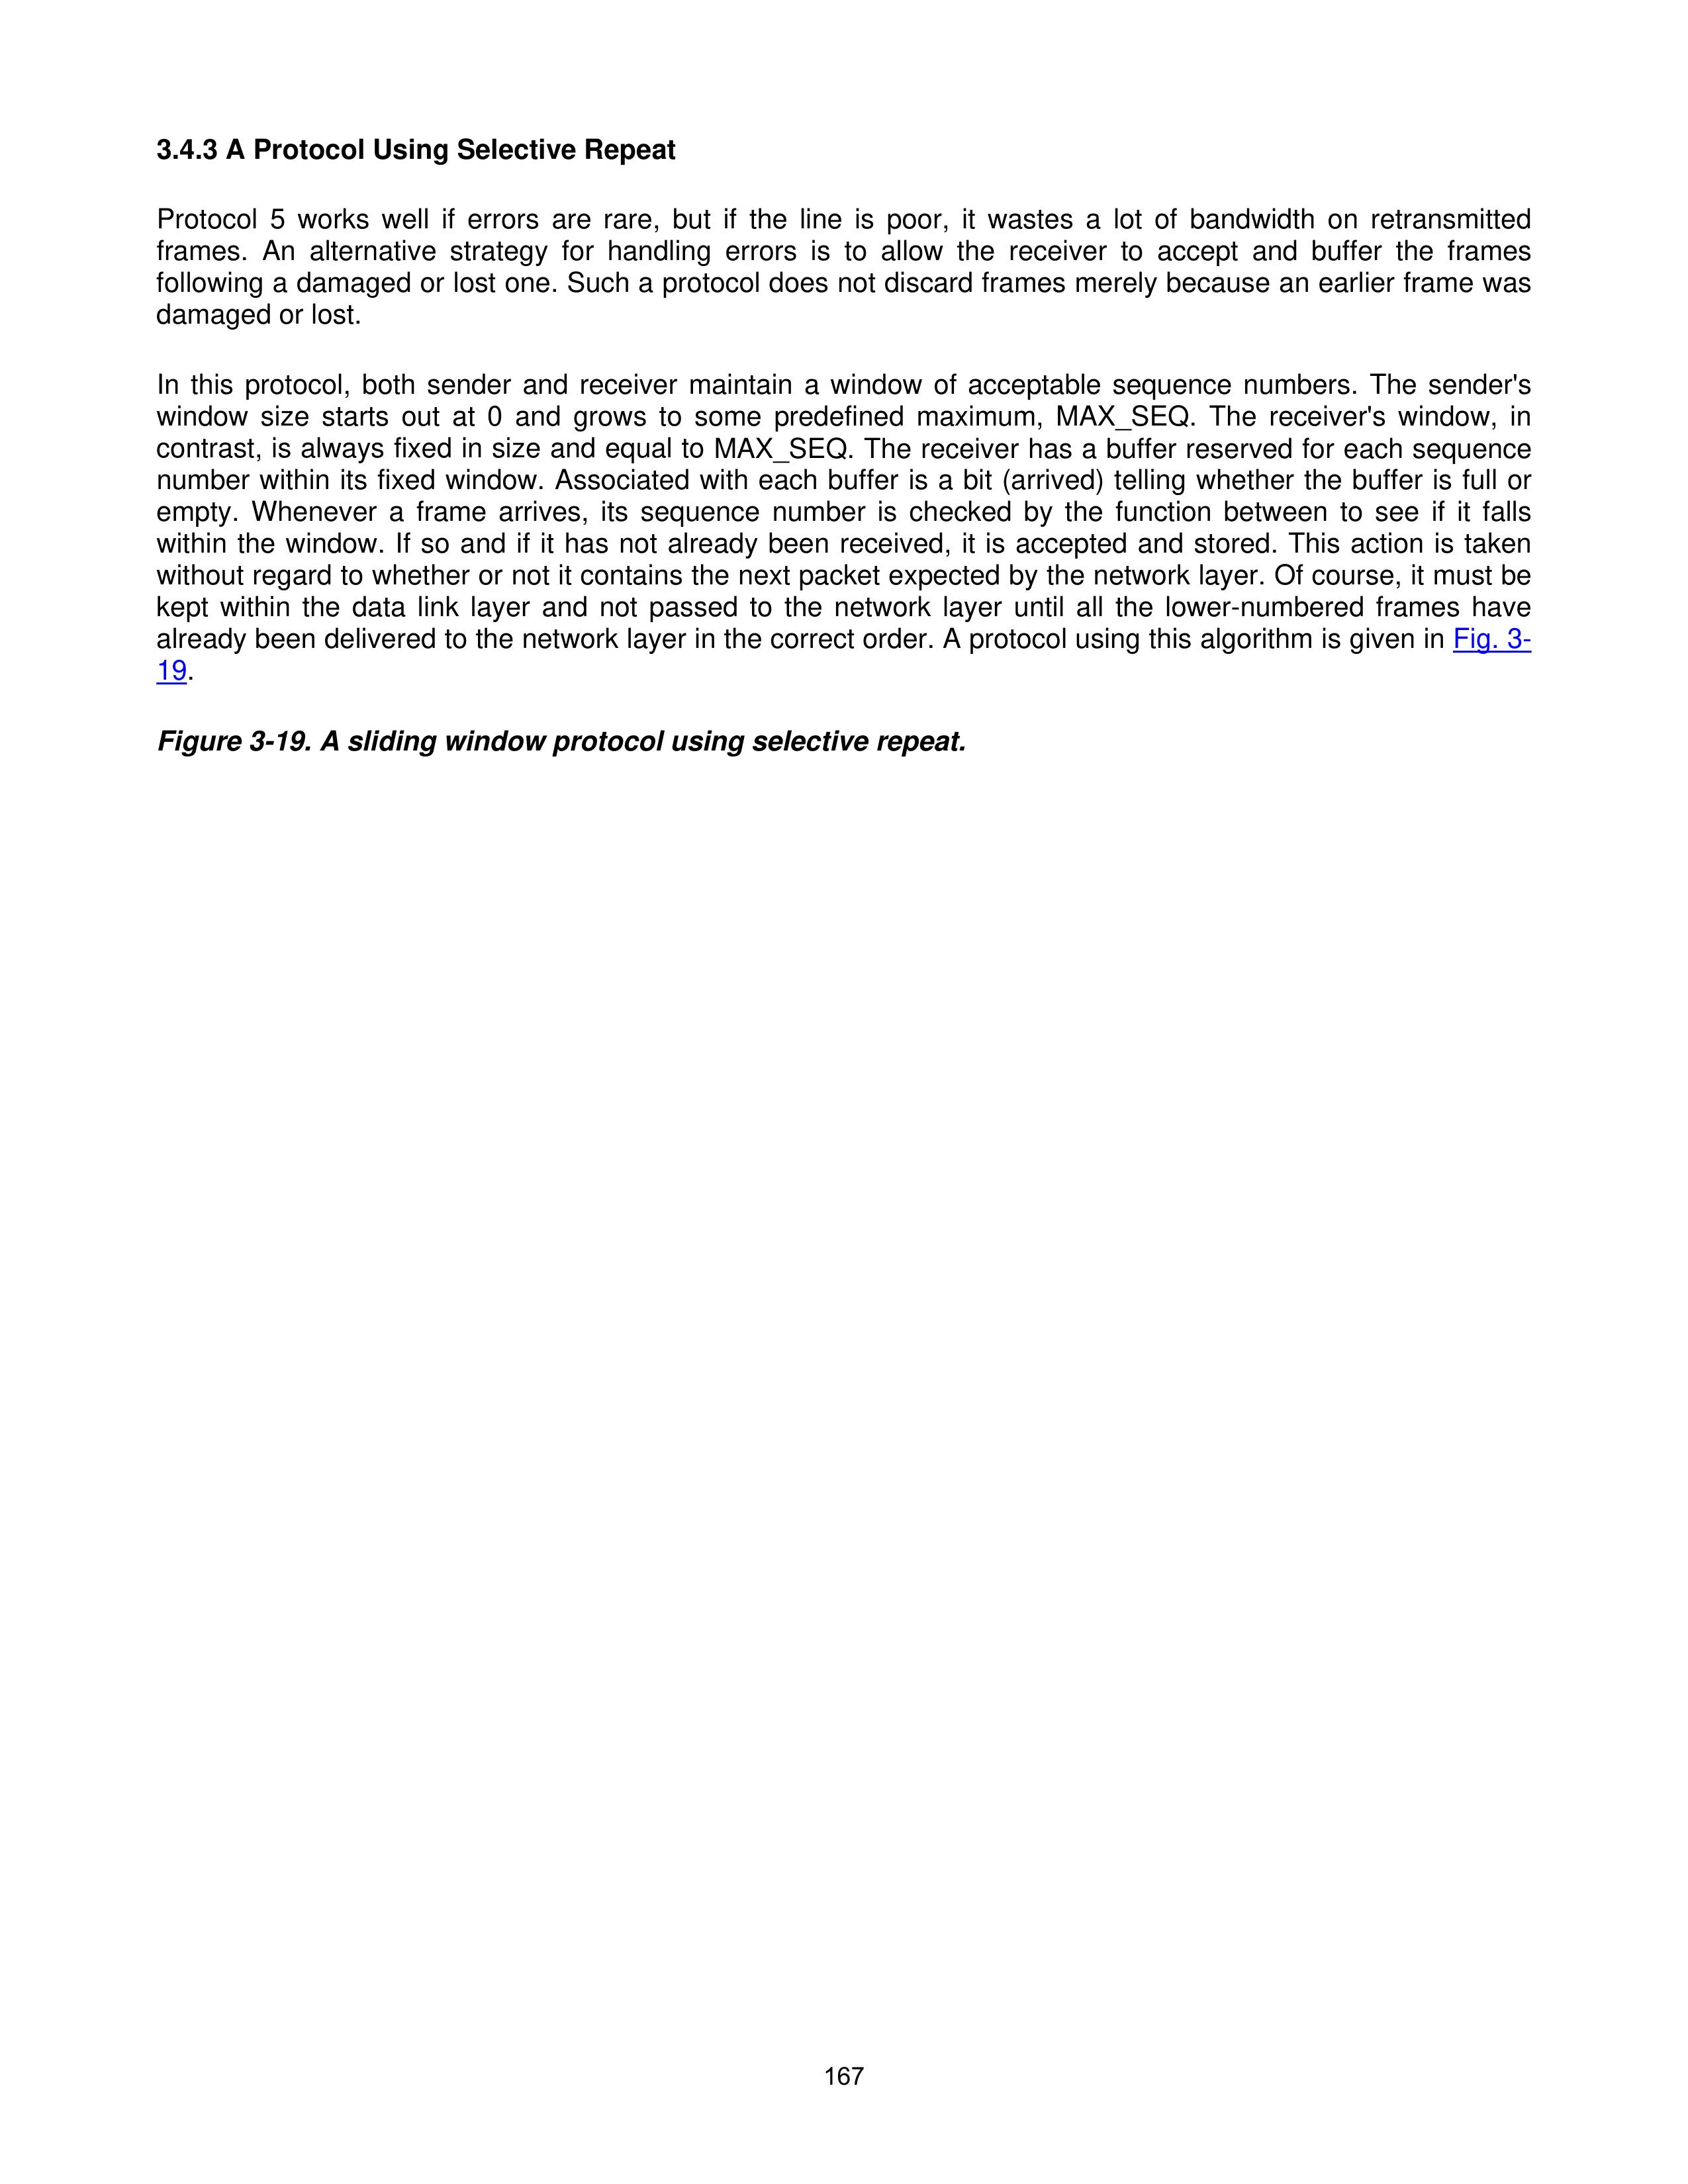 3.4.3 A Protocol Using Selective Repeat
Protocol 5 works well if errors are rare, but if the line is poor, it wastes a lot of bandwidth on retransmitted
frames. An alternative strategy for handling errors is to allow the receiver to accept and buffer the frames
following a damaged or lost one. Such a protocol does not discard frames merely because an earlier frame was
damaged or lost.
In this protocol, both sender and receiver maintain a window of acceptable sequence numbers. The sender's
window size starts out at 0 and grows to some predefined maximum, MAX_SEQ. The receiver's window, in
contrast, is always fixed in size and equal to MAX_SEQ. The receiver has a buffer reserved for each sequence
number within its fixed window. Associated with each buffer is a bit (arrived) telling whether the buffer is full or
empty. Whenever a frame arrives, its sequence number is checked by the function between to see if it falls
within the window. If so and if it has not already been received, it is accepted and stored. This action is taken
without regard to whether or not it contains the next packet expected by the network layer. Of course, it must be
kept within the data link layer and not passed to the network layer until all the lower-numbered frames have
already been delivered to the network layer in the correct order. A protocol using this algorithm is given in Fig. 3-
19.
Figure 3-19. A sliding window protocol using selective repeat.
167